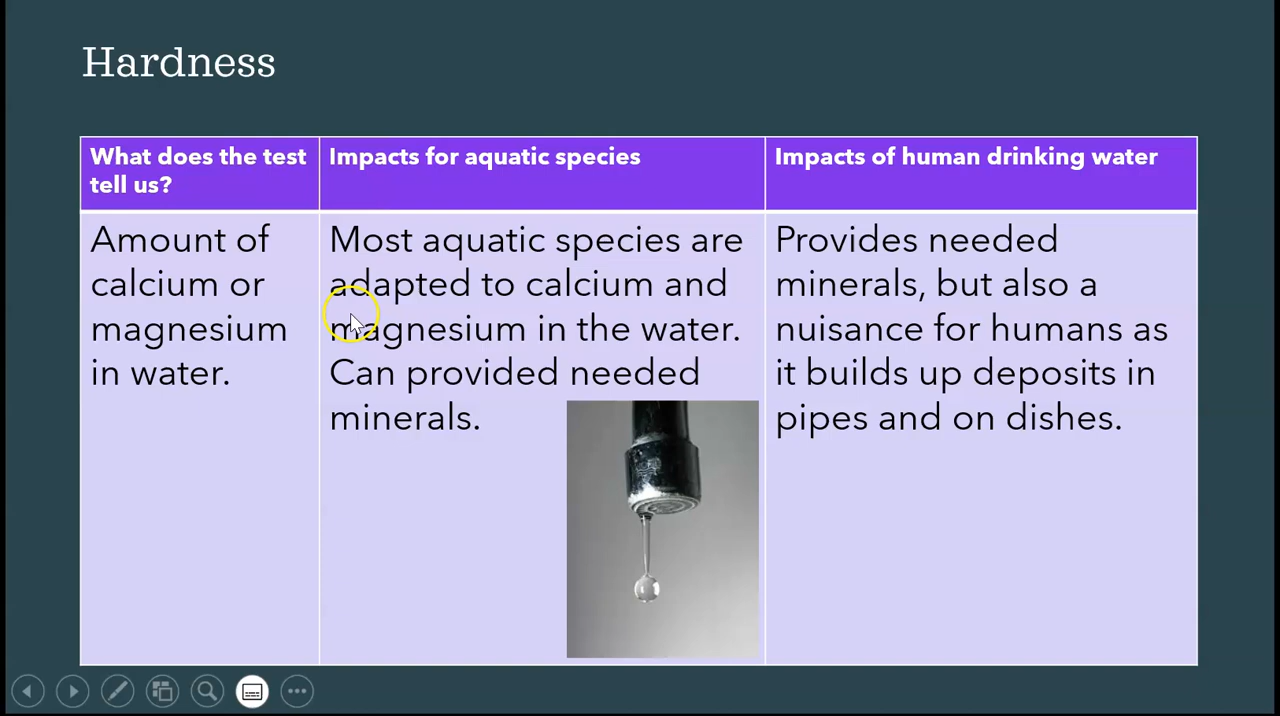 Hardness
What does the test
tell us?
Impacts for aquatic species
Impacts of human drinking water
Amount of
calcium or
magnesium
in water.
Most aquatic species are
adapted to calcium and
magnesium in the water.
Can provided needed
minerals.
Provides needed
minerals, but also a
nuisance for humans as
it builds up deposits in
pipes and on dishes.